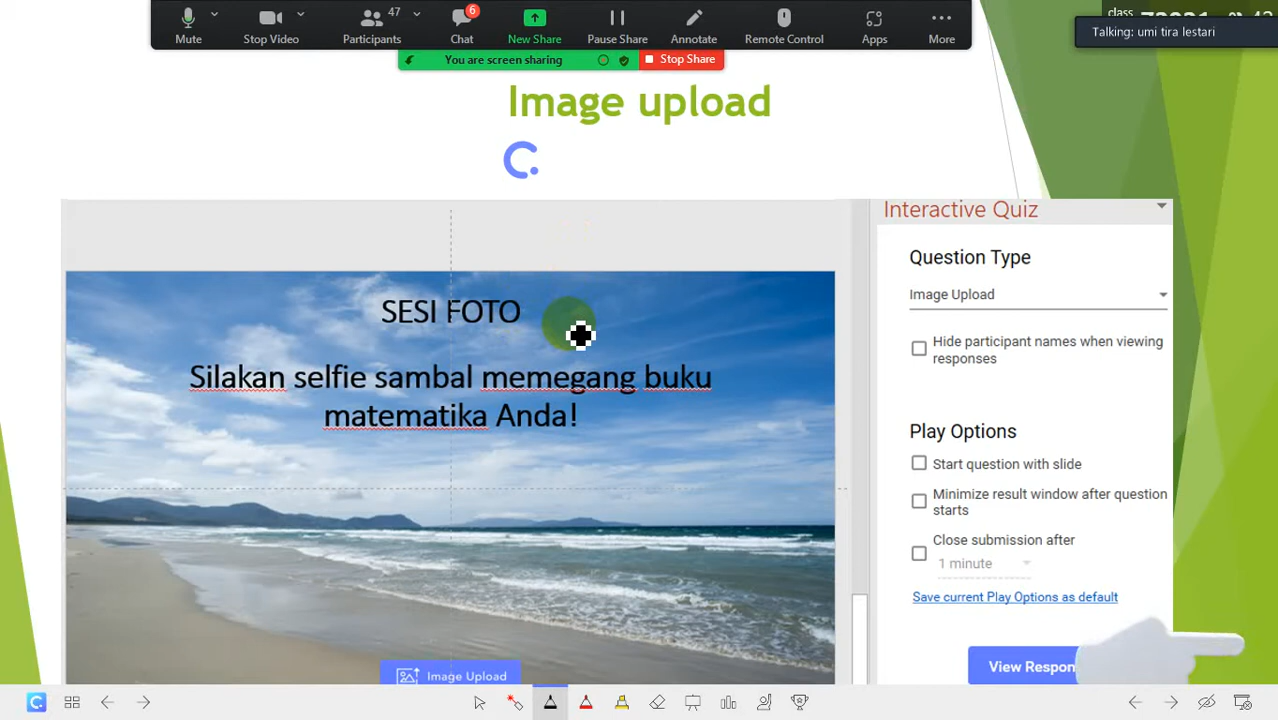 47
6
Mute
Stop Video
Participants
Chat
New Share
Pause Share
Annotate
Remote Control
Apps
More
class
Talking: umi tira lestari
You are screen sharing
Stop Share
Image upload
Interactive Quiz
Question Type
Image Upload
Hide participant names when viewing
responses
SESI FOTO
Silakan selfie sambal memegang buku
matematika Anda!
Play Options
Start question with slide
Minimize result window after question
starts
Close submission after
1 minute
Save current Play Options as default
View Respon
Image Upload